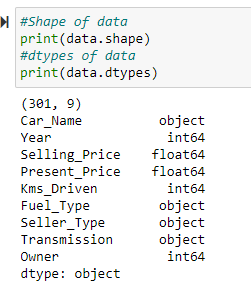 #Shape of data
print(data.shape)
#dtypes of data
print(data.dtypes)
(301, 9)
Car_Name object
Year int64
Selling_Price float64
Present_Price float64
Kms_Driven int64
Fuel_Type object
Seller_Type object
Transmission object
Owner int64
dtype: object